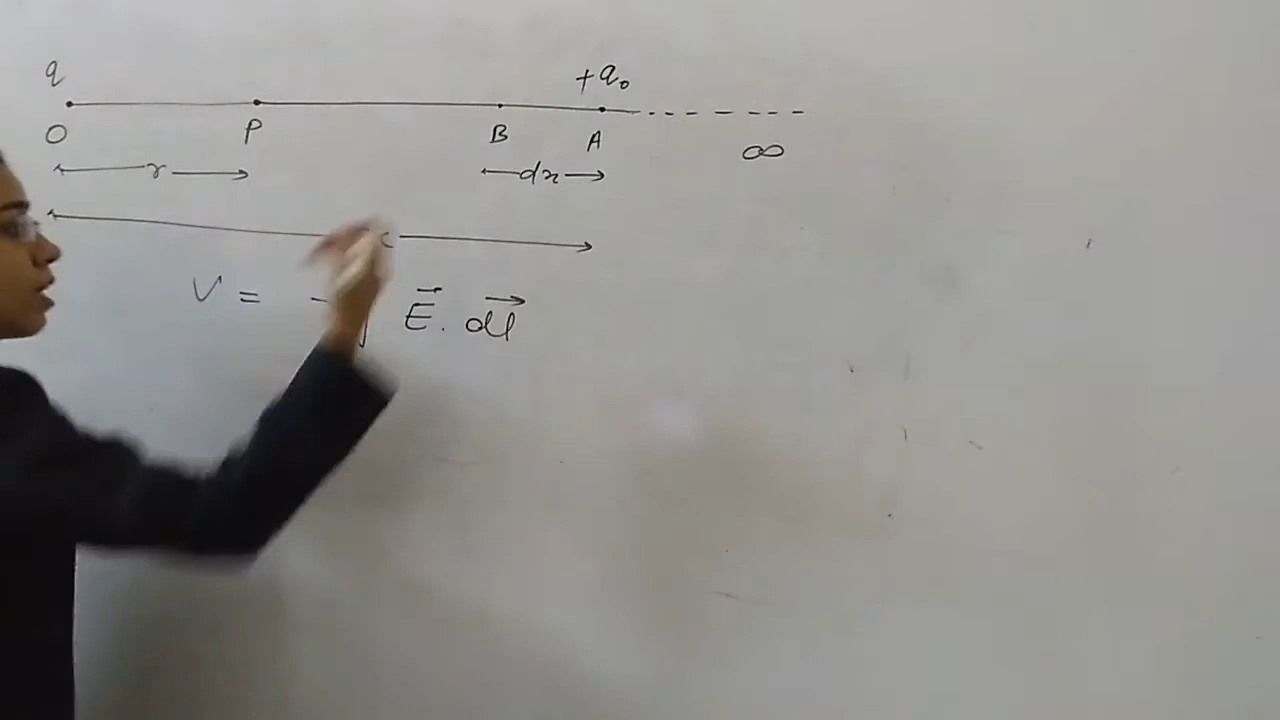 q +q₀
O P B A ∞
r dx
V = - ∫ E⃗ . dl⃗